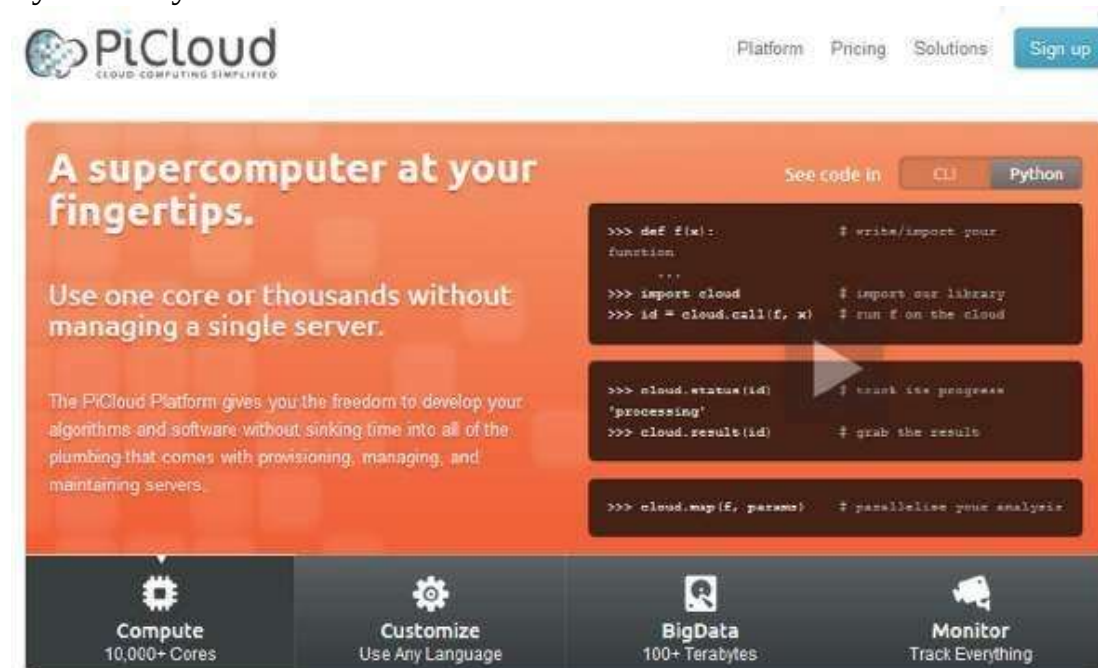 PiCloud
CLOUD COMPUTING SIMPLIFIED
Platform Pricing Solutions Sign up
A supercomputer at your
fingertips.
Use one core or thousands without
managing a single server.
The PiCloud Platform gives you the freedom to develop your
algorithms and software without sinking time into all of the
plumbing that comes with provisioning, managing, and
maintaining servers.
See code in CLI Python
>>> def f(x): # write/import your
function
...
>>> import cloud # import our library
>>> id = cloud.call(f, x) # run f on the cloud
>>> cloud.status(id) # track its progress
'processing'
>>> cloud.result(id) # grab the result
>>> cloud.map(f, params) # parallelize your analysis
Compute
10,000+ Cores
Customize
Use Any Language
BigData
100+ Terabytes
Monitor
Track Everything